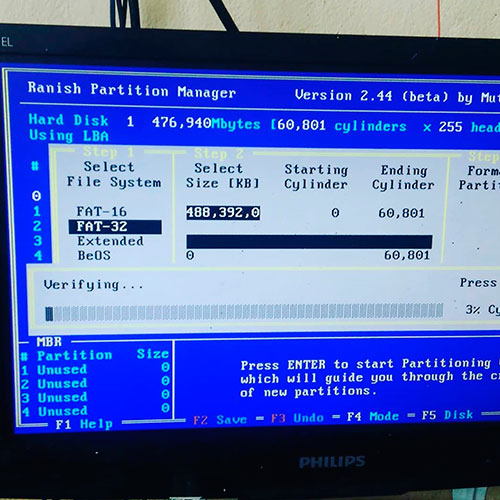 EL
Ranish Partition Manager Version 2.44 (beta) by Mut
Hard Disk 1 476,940Mbytes [60,801 cylinders x 255 head
Using LBA
Step 1 Step 2 Step
# Select Select Starting Ending Form
File System Size [KB] Cylinder Cylinder Partit
0
1 FAT-16 488,392,0 0 60,801
2 FAT-32
3 Extended
4 BeOS 0 60,801
Verifying... Press
3% Cy
MBR
# Partition Size
1 Unused 0
2 Unused 0
3 Unused 0
4 Unused 0
Press ENTER to start Partitioning
which will guide you through the cr
of new partitions.
F1 Help F2 Save = F3 Undo = F4 Mode = F5 Disk
PHILIPS